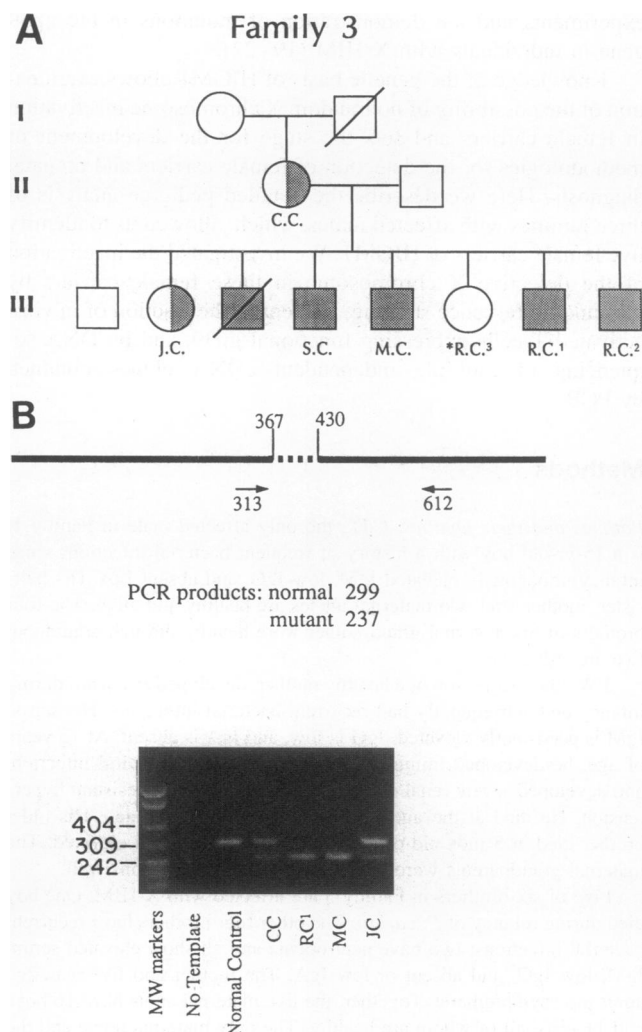 A
Family 3
I
II
C.C.
III
J.C.
S.C.
M.C.
*R.C.³
R.C.¹
R.C.²
B
367 430
313 612
PCR products: normal 299
mutant 237
404
309
242
MW markers
No-Template
Normal Control
CC
RC¹
MC
JC